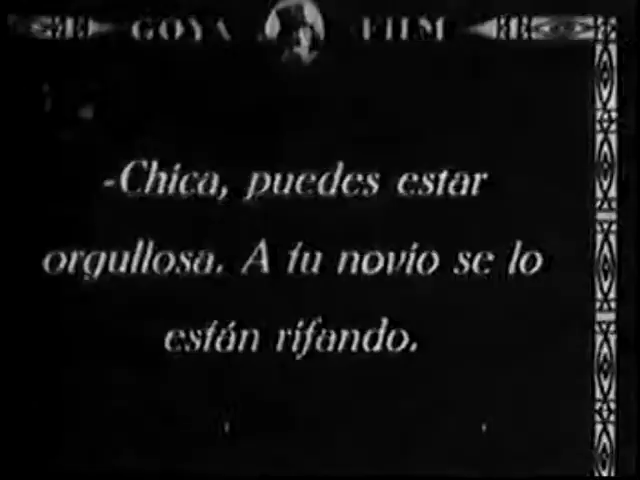 GOYA FILM
-Chica, puedes estar
orgullosa. A tu novio se lo
están rifando.